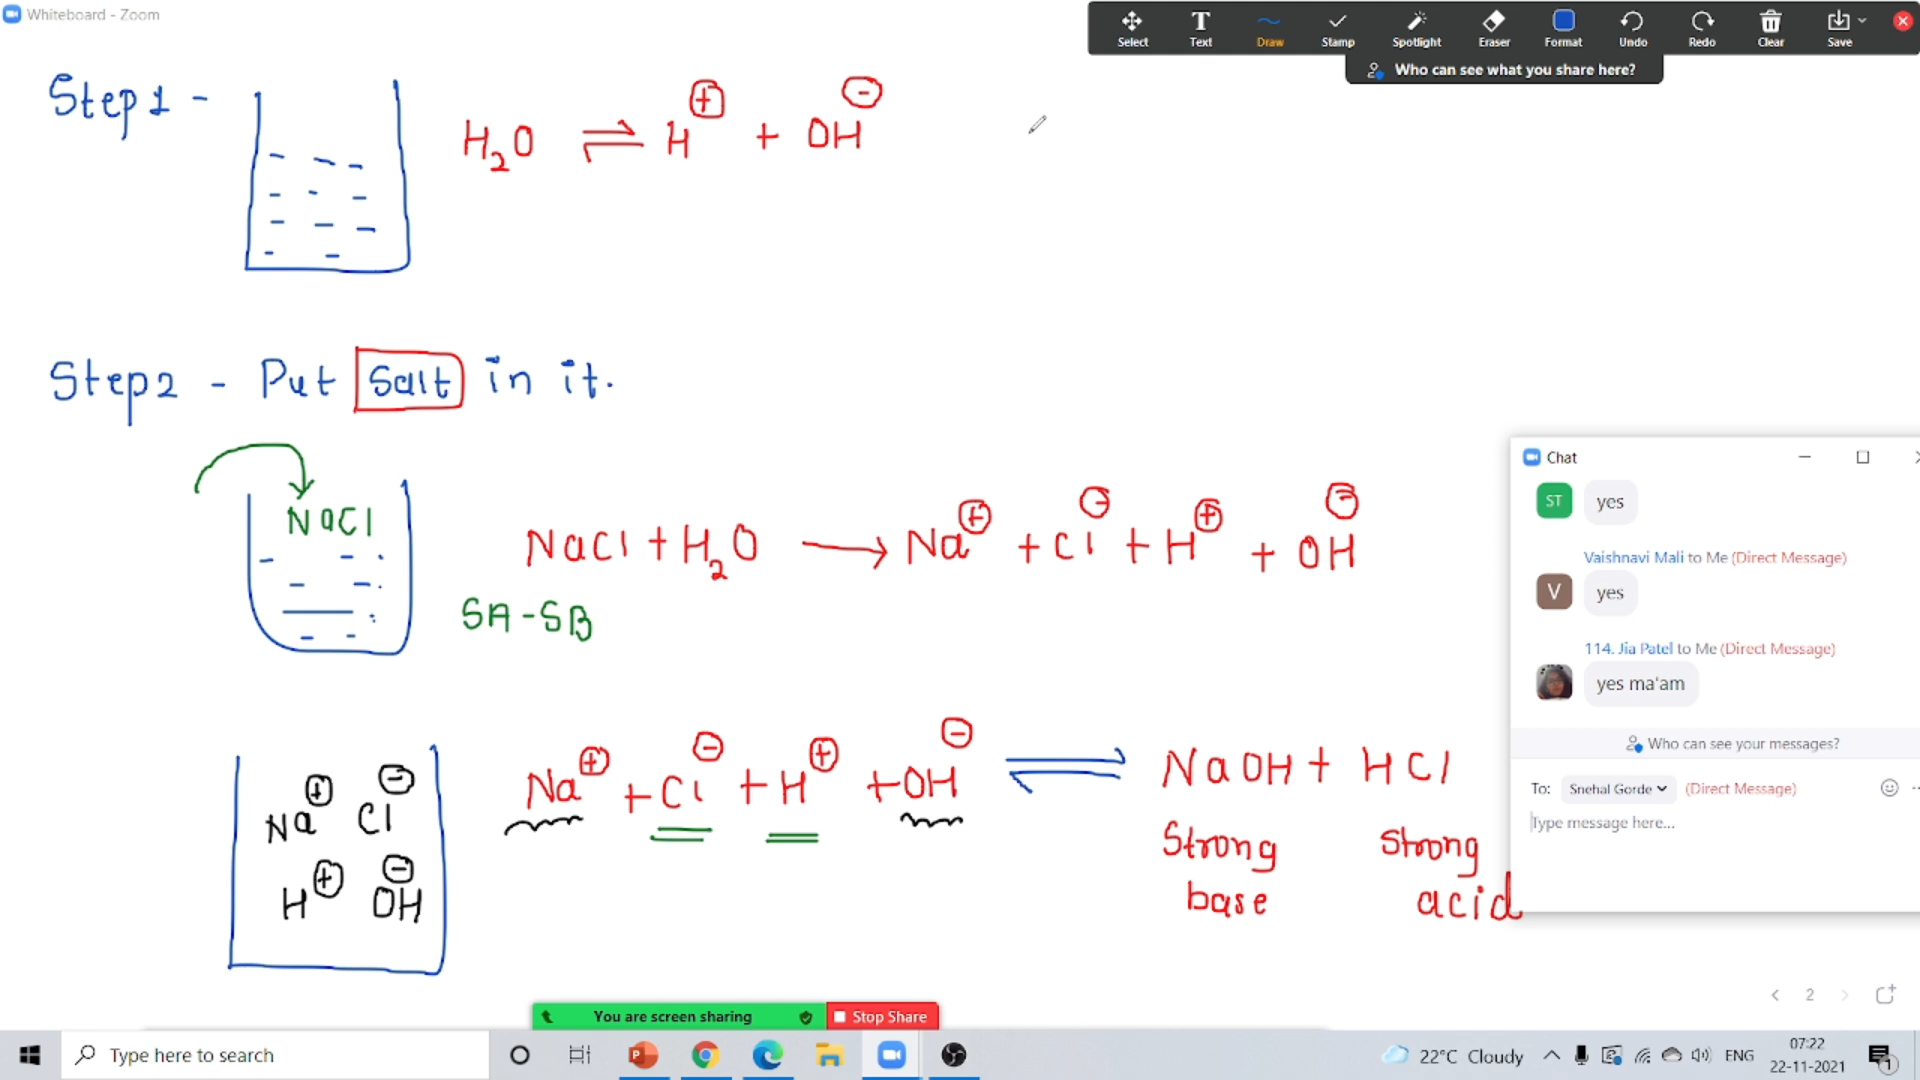 Whiteboard - Zoom
Select Text Draw Stamp Spotlight Eraser Format Undo Redo Clear Save
Who can see what you share here?
Step 1 -
H₂O ⇌ H⊕ + OH⊖
Step 2 - Put Salt in it.
NaCl
NaCl + H₂O → Na⊕ + Cl⊖ + H⊕ + OH⊖
SA - SB
Na⊕ Cl⊖
H⊕ OH⊖
Na⊕ + Cl⊖ + H⊕ + OH⊖ ⇌ NaOH + HCl
Strong base
Strong acid
Chat
ST
yes
Vaishnavi Mali to Me (Direct Message)
V
yes
114. Jia Patel to Me (Direct Message)
yes ma'am
Who can see your messages?
To: Snehal Gorde (Direct Message)
Type message here...
2
You are screen sharing
Stop Share
Type here to search
22°C Cloudy
ENG
07:22
22-11-2021
1